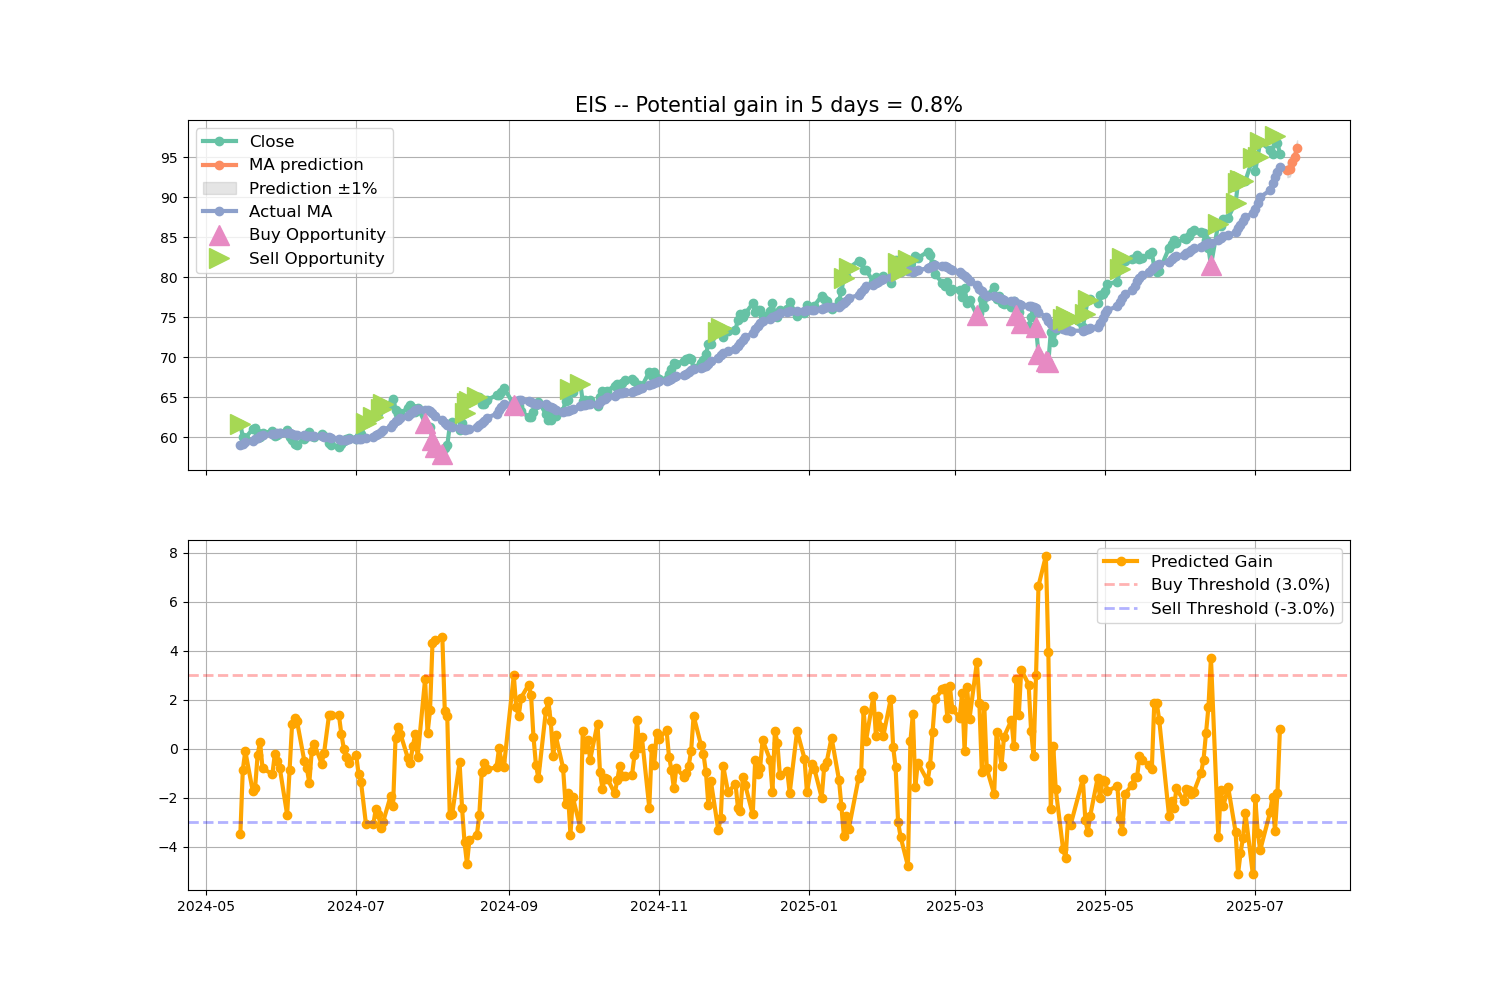 EIS -- Potential gain in 5 days = 0.8%
Close
MA prediction
Prediction ±1%
Actual MA
Buy Opportunity
Sell Opportunity
95
90
85
80
75
70
65
60
Predicted Gain
Buy Threshold (3.0%)
Sell Threshold (-3.0%)
8
6
4
2
0
−2
−4
2024-05 2024-07 2024-09 2024-11 2025-01 2025-03 2025-05 2025-07